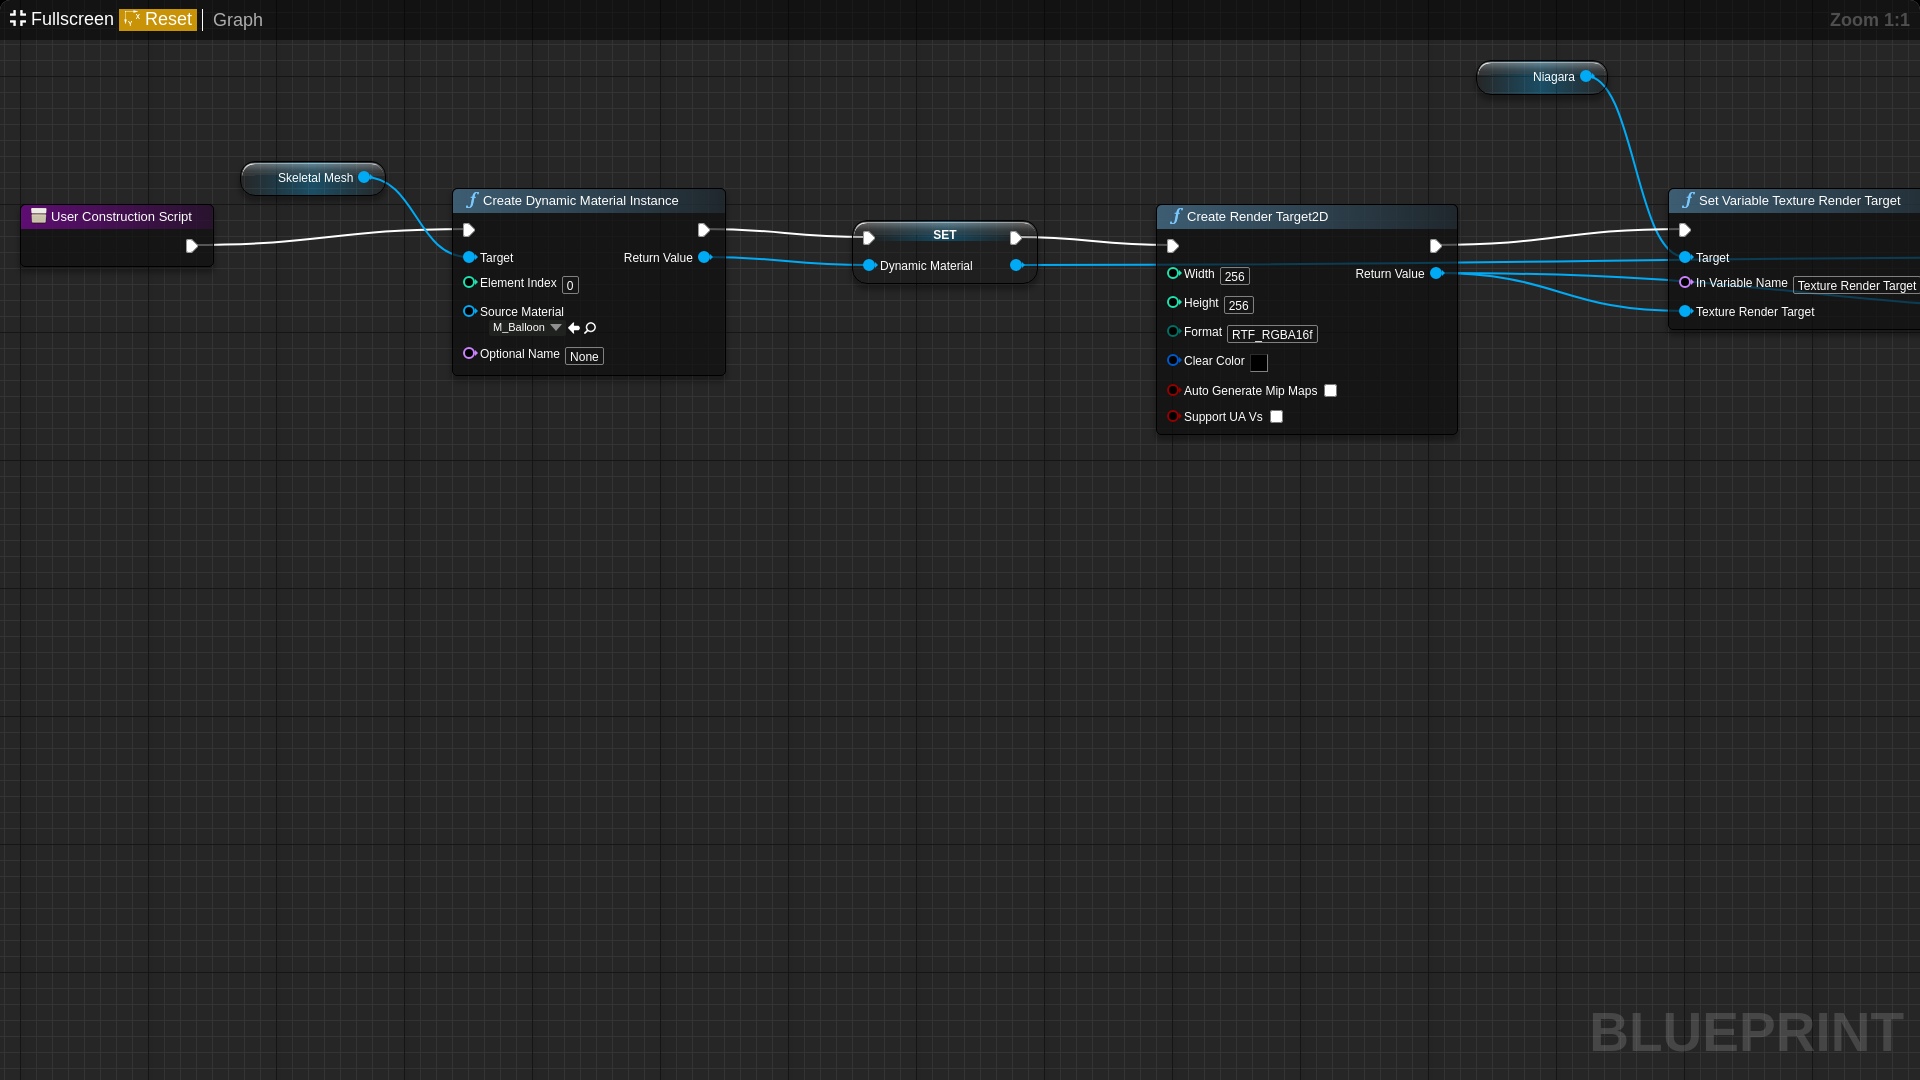 Fullscreen Reset Graph Zoom 1:1
Niagara
Skeletal Mesh
User Construction Script
Create Dynamic Material Instance
Target Return Value
Element Index 0
Source Material
M_Balloon
Optional Name None
SET
Dynamic Material
Create Render Target2D
Width 256 Return Value
Height 256
Format RTF_RGBA16f
Clear Color
Auto Generate Mip Maps
Support UA Vs
Set Variable Texture Render Target
Target
In Variable Name Texture Render Target
Texture Render Target
BLUEPRINT